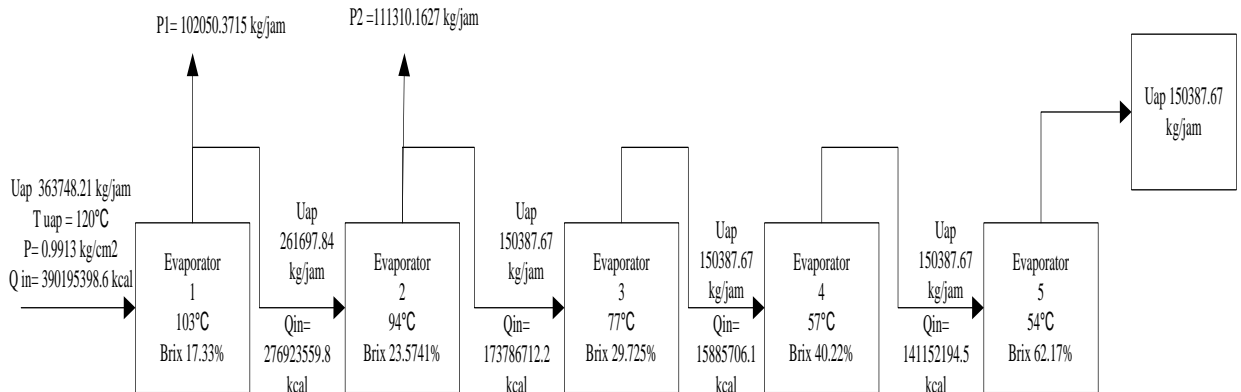 P1= 102050.3715 kg/jam
P2 =111310.1627 kg/jam
Uap 150387.67
kg/jam
Uap 363748.21 kg/jam
T uap = 120℃
P= 0.9913 kg/cm2
Q in= 390195398.6 kcal
Evaporator
1
103℃
Brix 17.33%
Uap
261697.84
kg/jam
Qin=
276923559.8
kcal
Evaporator
2
94℃
Brix 23.5741%
Uap
150387.67
kg/jam
Qin=
173786712.2
kcal
Evaporator
3
77℃
Brix 29.725%
Uap
150387.67
kg/jam
Qin=
15885706.1
kcal
Evaporator
4
57℃
Brix 40.22%
Uap
150387.67
kg/jam
Qin=
141152194.5
kcal
Evaporator
5
54℃
Brix 62.17%